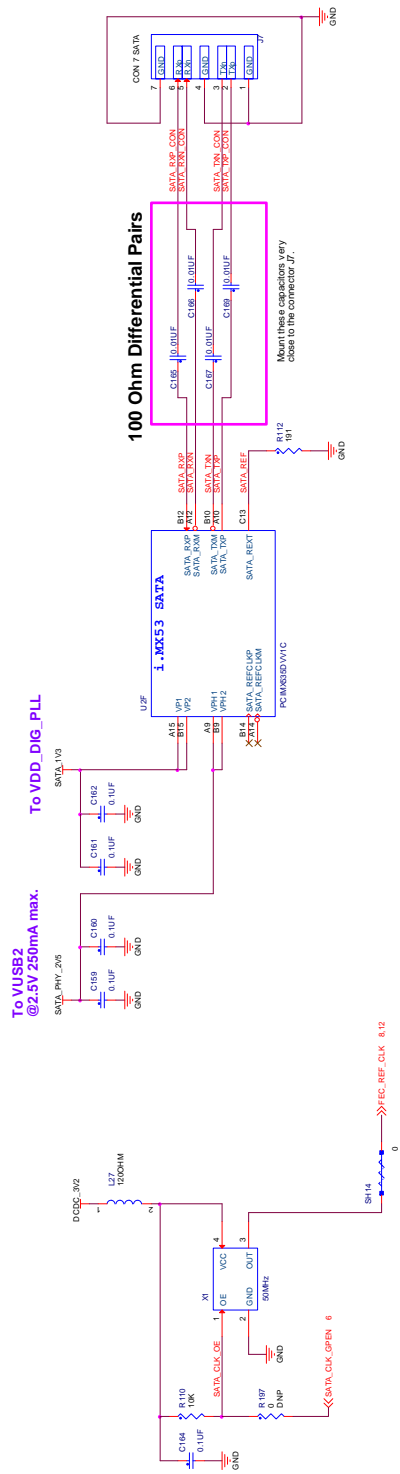 100 Ohm Differential Pairs
CON 7 SATA
J7
GND
7
RXp
6
RXn
5
GND
4
TXn
3
TXp
2
GND
1
GND
SATA_RXP_CON
SATA_RXN_CON
SATA_TXN_CON
SATA_TXP_CON
C165
0.01UF
C166
0.01UF
C167
0.01UF
C169
0.01UF
Mount these capacitors very
close to the connector J7.
SATA_RXP
SATA_RXN
SATA_TXN
SATA_TXP
SATA_REF
R112
191
GND
B12
A12
B10
A10
C13
SATA_RXP
SATA_RXM
SATA_TXM
SATA_TXP
SATA_REXT
i.MX53 SATA
U2F
VP1
VP2
VPH1
VPH2
SATA_REFCLKP
SATA_REFCLKM
PCIMX535DVV1C
A15
B15
A9
B9
B14
A14
To VDD_DIG_PLL
SATA_1V3
C162
0.1UF
GND
C161
0.1UF
GND
To VUSB2
@2.5V 250mA max.
SATA_PHY_2V5
C160
0.1UF
GND
C159
0.1UF
GND
DCDC_3V2
L27
120OHM
1
2
X1
4
VCC
3
OUT
1
OE
2
GND
50MHz
GND
SH14
0
FEC_REF_CLK 8,12
SATA_CLK_OE
R110
10K
R197
0
DNP
SATA_CLK_GPEN 6
C164
0.1UF
GND